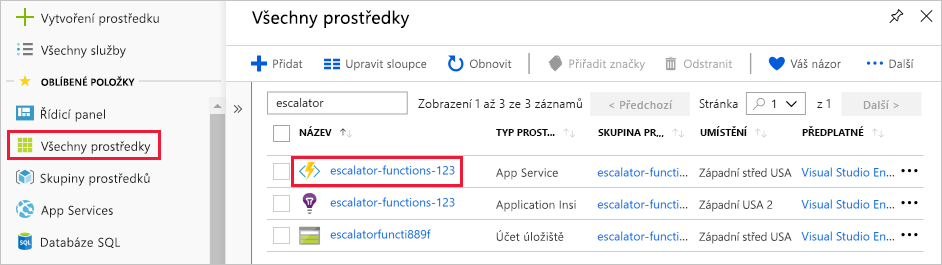 Vytvoření prostředku
Všechny služby
OBLÍBENÉ POLOŽKY
Řídicí panel
Všechny prostředky
Skupiny prostředků
App Services
Databáze SQL
Všechny prostředky
Přidat Upravit sloupce Obnovit Přiřadit značky Odstranit Váš názor Další
escalator Zobrazení 1 až 3 ze 3 záznamů < Předchozí Stránka 1 z 1 Další >
NÁZEV TYP PROST... SKUPINA PR... UMÍSTĚNÍ PŘEDPLATNÉ
escalator-functions-123 App Service escalator-functi... Západní střed USA Visual Studio En...
escalator-functions-123 Application Insi escalator-functi... Západní USA 2 Visual Studio En...
escalatorfuncti889f Účet úložiště escalator-functi... Západní střed USA Visual Studio En...